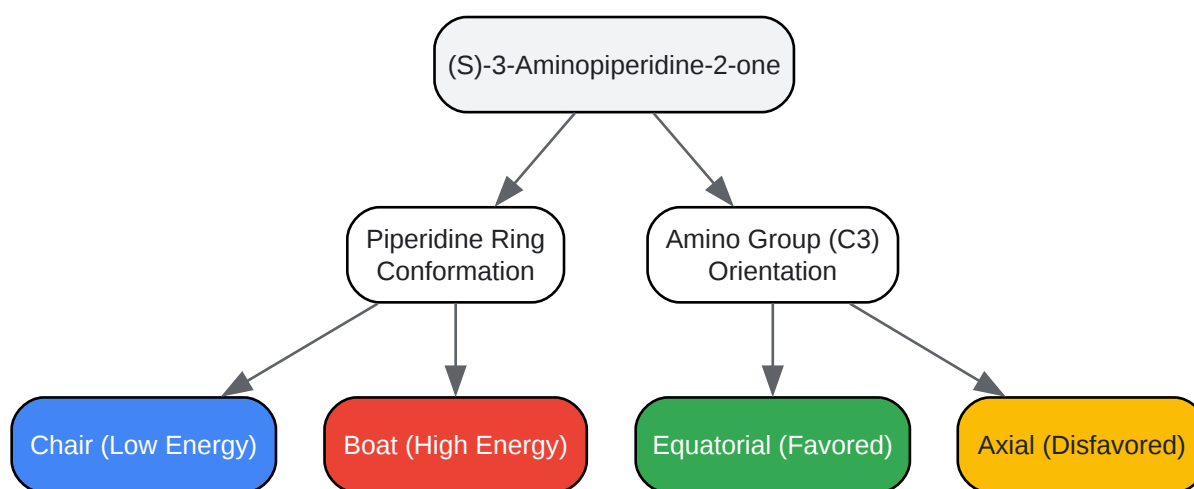 (S)-3-Aminopiperidine-2-one
Piperidine Ring
Conformation
Amino Group (C3)
Orientation
Chair (Low Energy)
Boat (High Energy)
Equatorial (Favored)
Axial (Disfavored)